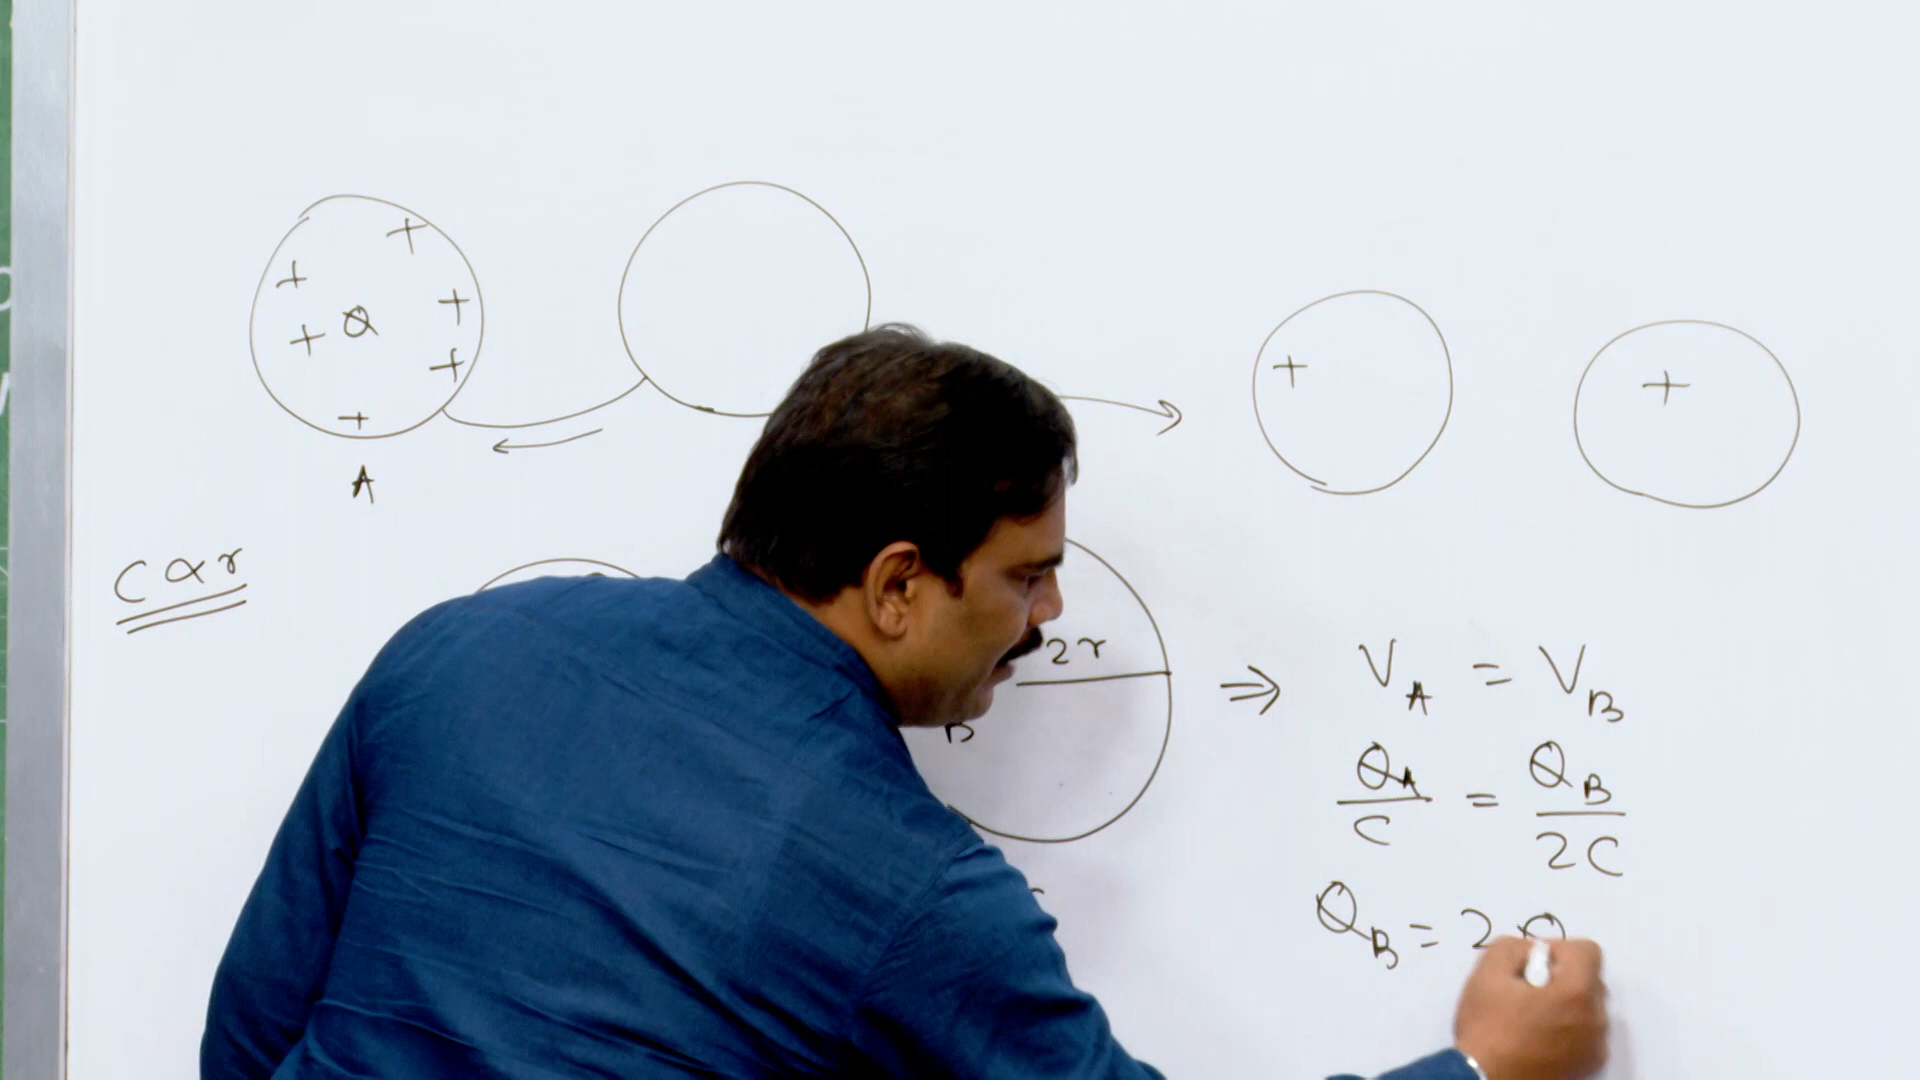 +
+
+ Q +
+
+
A
+ +
C α r
2r
B
⇒ V_A = V_B
Q_A / C = Q_B / 2C
Q_B = 2Q